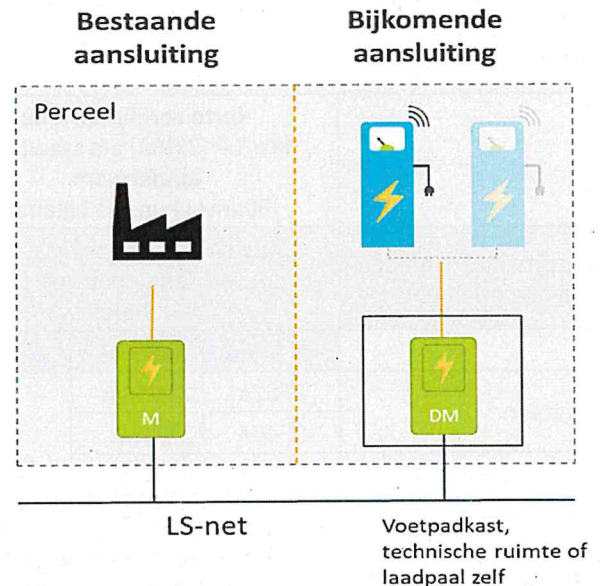 Bestaande
aansluiting
Bijkomende
aansluiting
Perceel
M
DM
LS-net
Voetpadkast,
technische ruimte of
laadpaal zelf